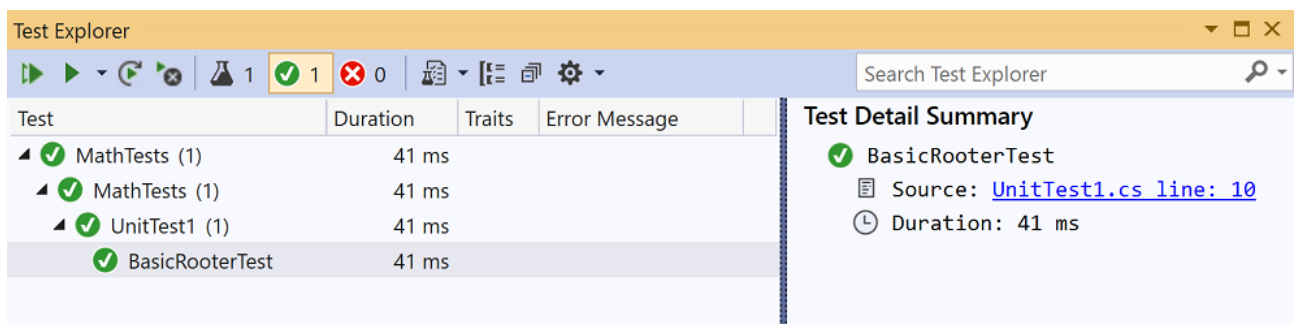 Test Explorer
1 1 0
Search Test Explorer
Test Duration Traits Error Message
MathTests (1) 41 ms
MathTests (1) 41 ms
UnitTest1 (1) 41 ms
BasicRooterTest 41 ms
Test Detail Summary
BasicRooterTest
Source: UnitTest1.cs line: 10
Duration: 41 ms